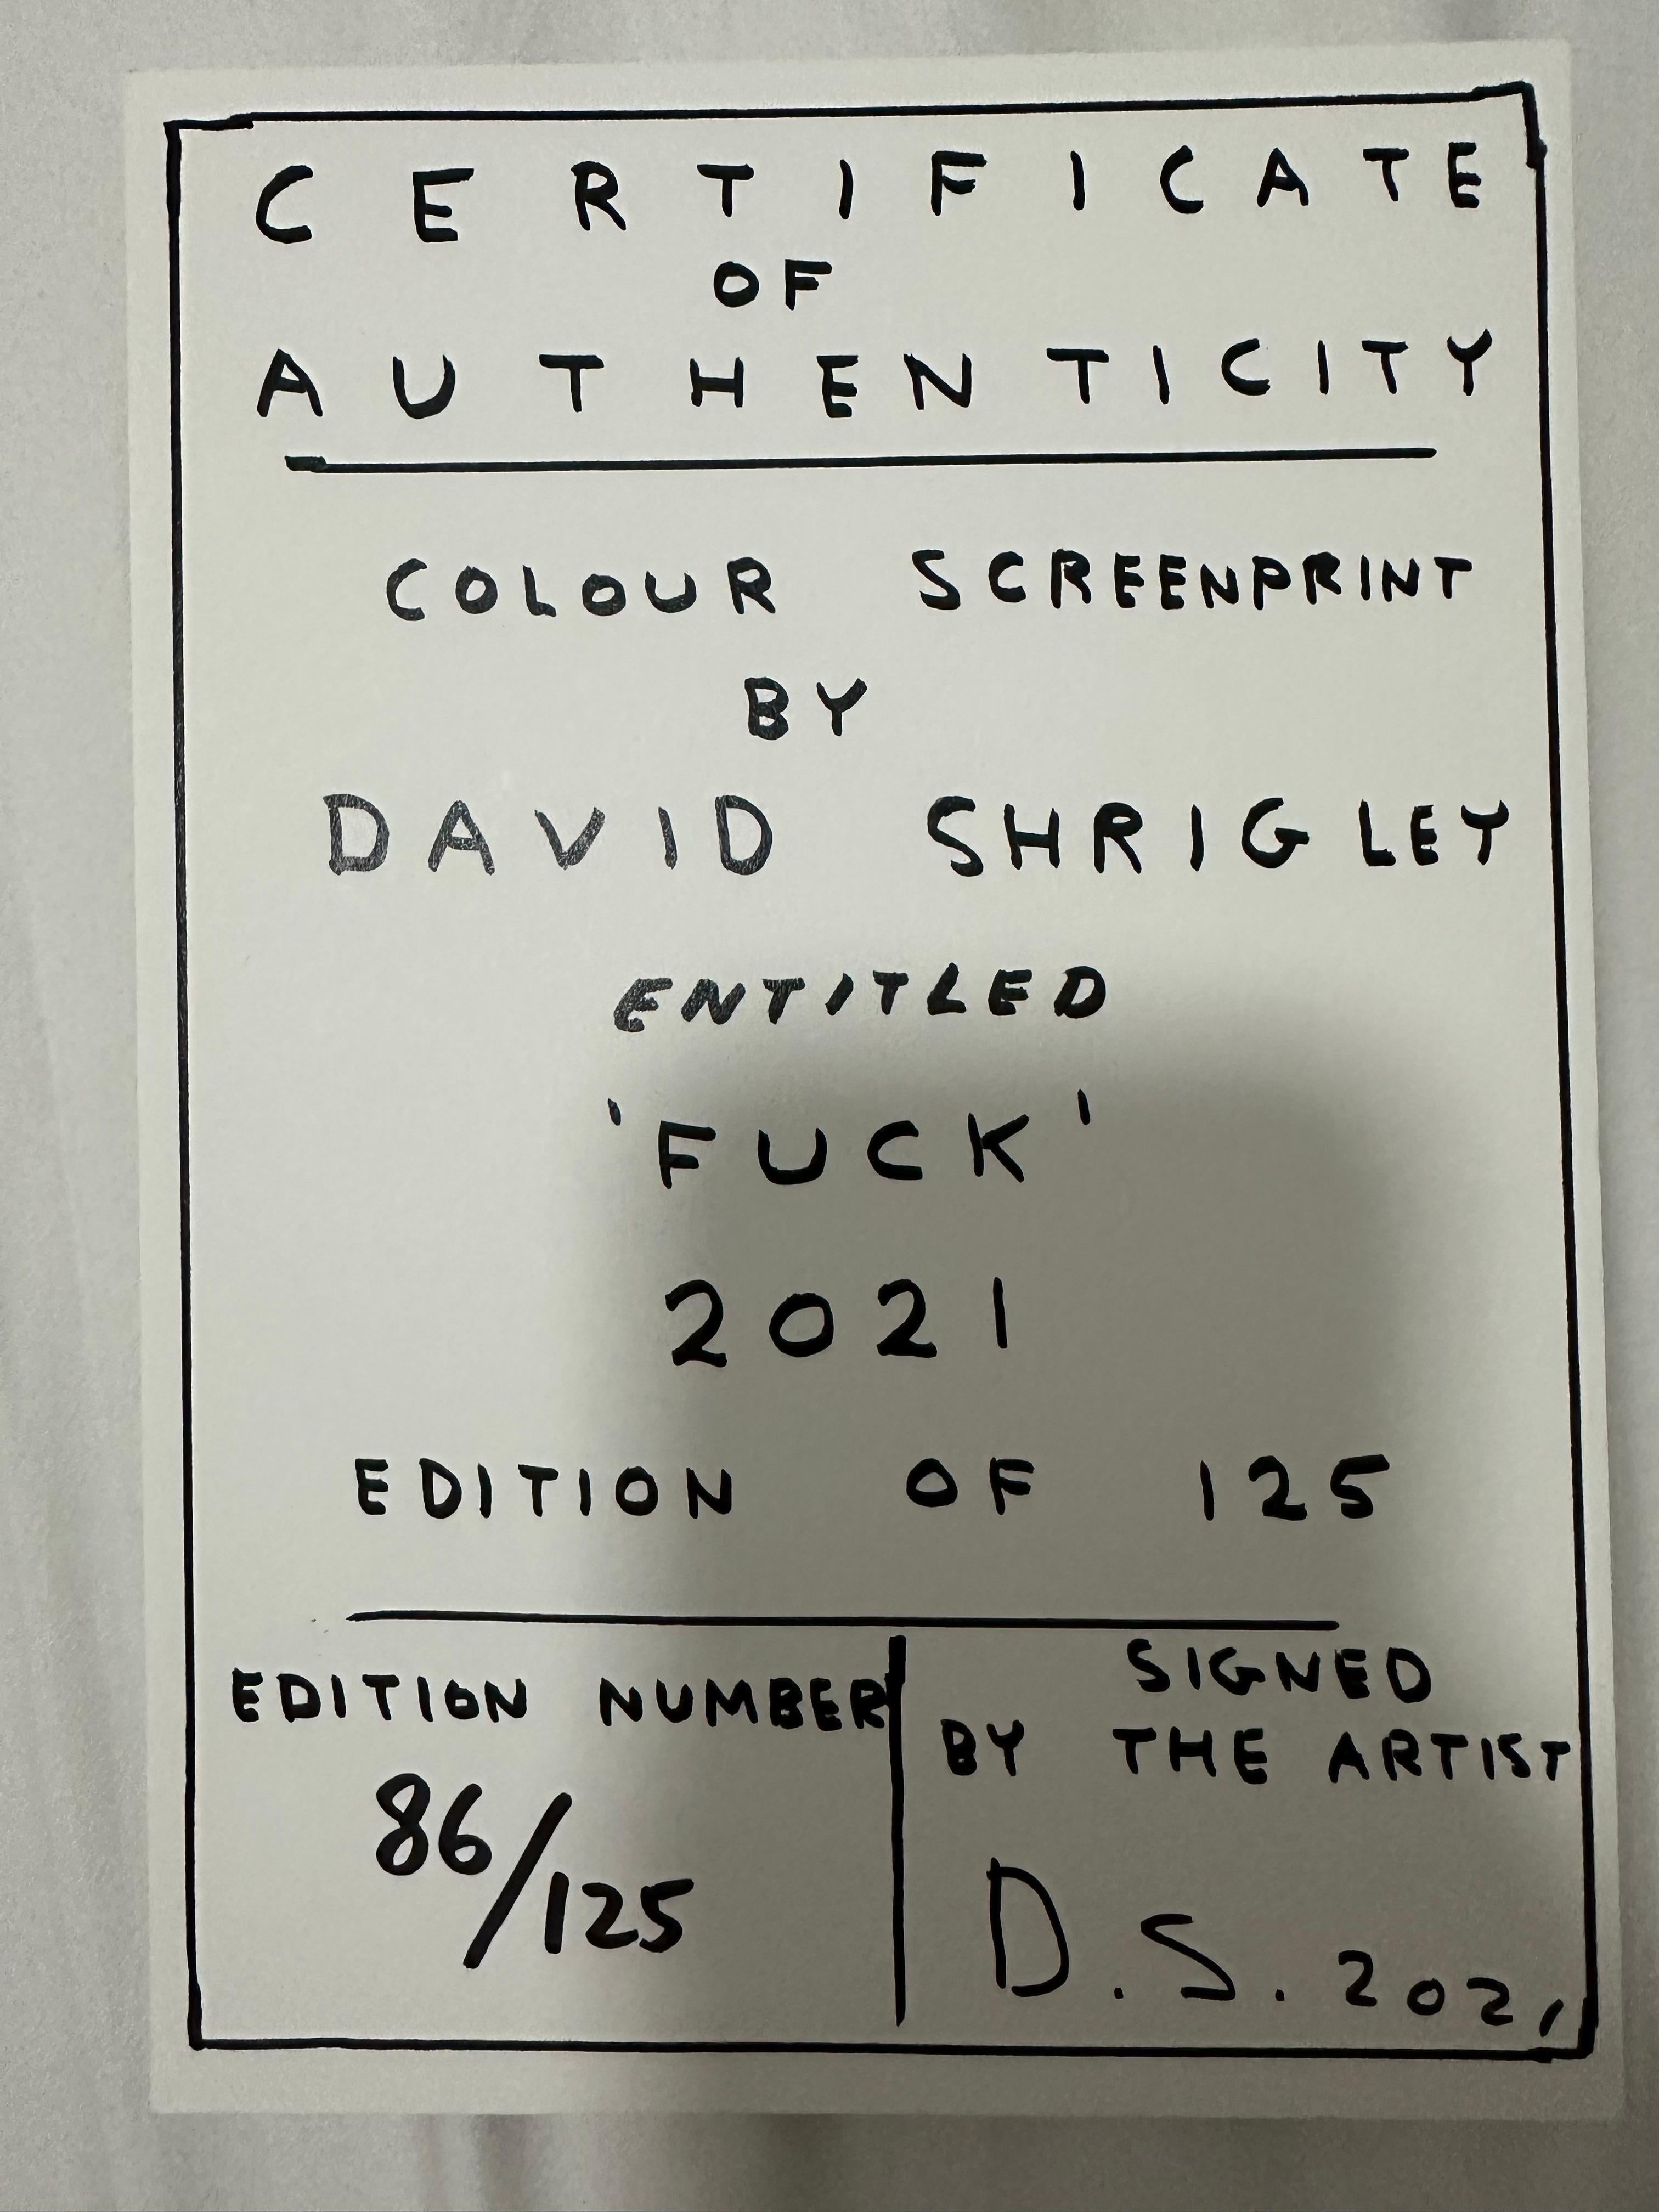 CERTIFICATE
OF
AUTHENTICITY
COLOUR SCREENPRINT
BY
DAVID SHRIGLEY
ENTITLED
'FUCK'
2021
EDITION OF 125
EDITION NUMBER
86/125
SIGNED
BY THE ARTIST
D.S. 2021